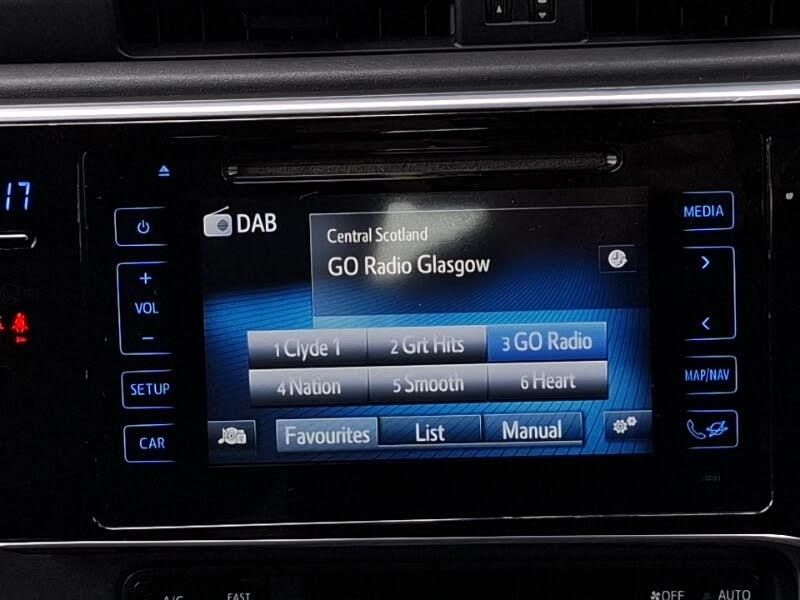 17
DAB
Central Scotland
GO Radio Glasgow
1 Clyde 1
2 Grt Hits
3 GO Radio
4 Nation
5 Smooth
6 Heart
Favourites
List
Manual
+
VOL
−
SETUP
CAR
MEDIA
>
<
MAP/NAV
A/C
FAST
OFF
AUTO